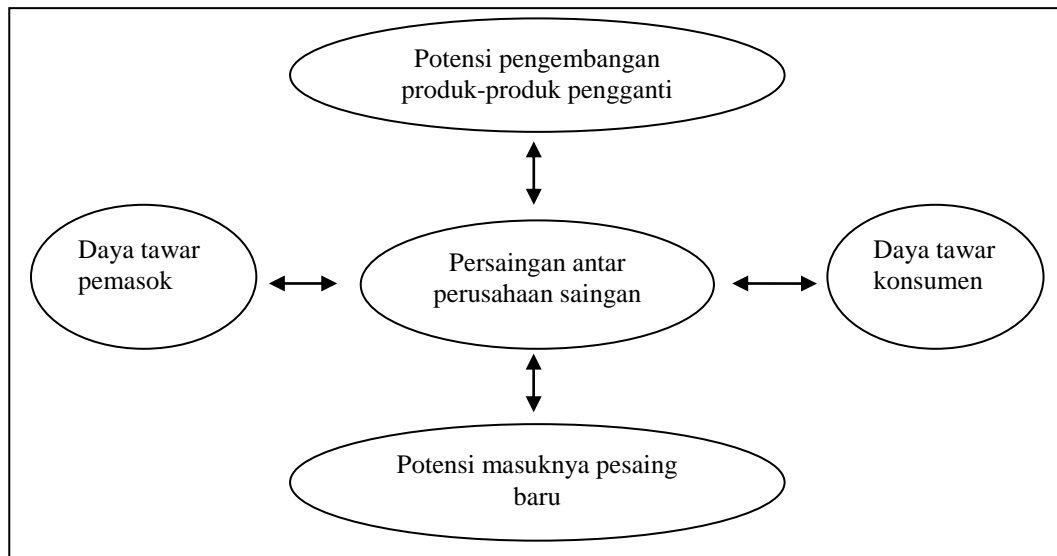 Potensi pengembangan
produk-produk pengganti
Daya tawar
pemasok
Persaingan antar
perusahaan saingan
Daya tawar
konsumen
Potensi masuknya pesaing
baru